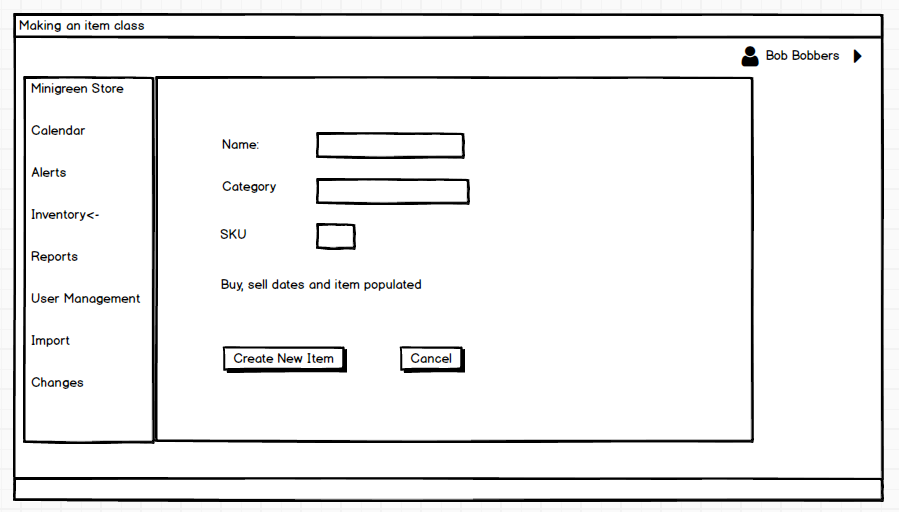 Making an item class
Bob Bobbers
Minigreen Store
Calendar
Alerts
Inventory<-
Reports
User Management
Import
Changes
Name:
Category
SKU
Buy, sell dates and item populated
Create New Item
Cancel